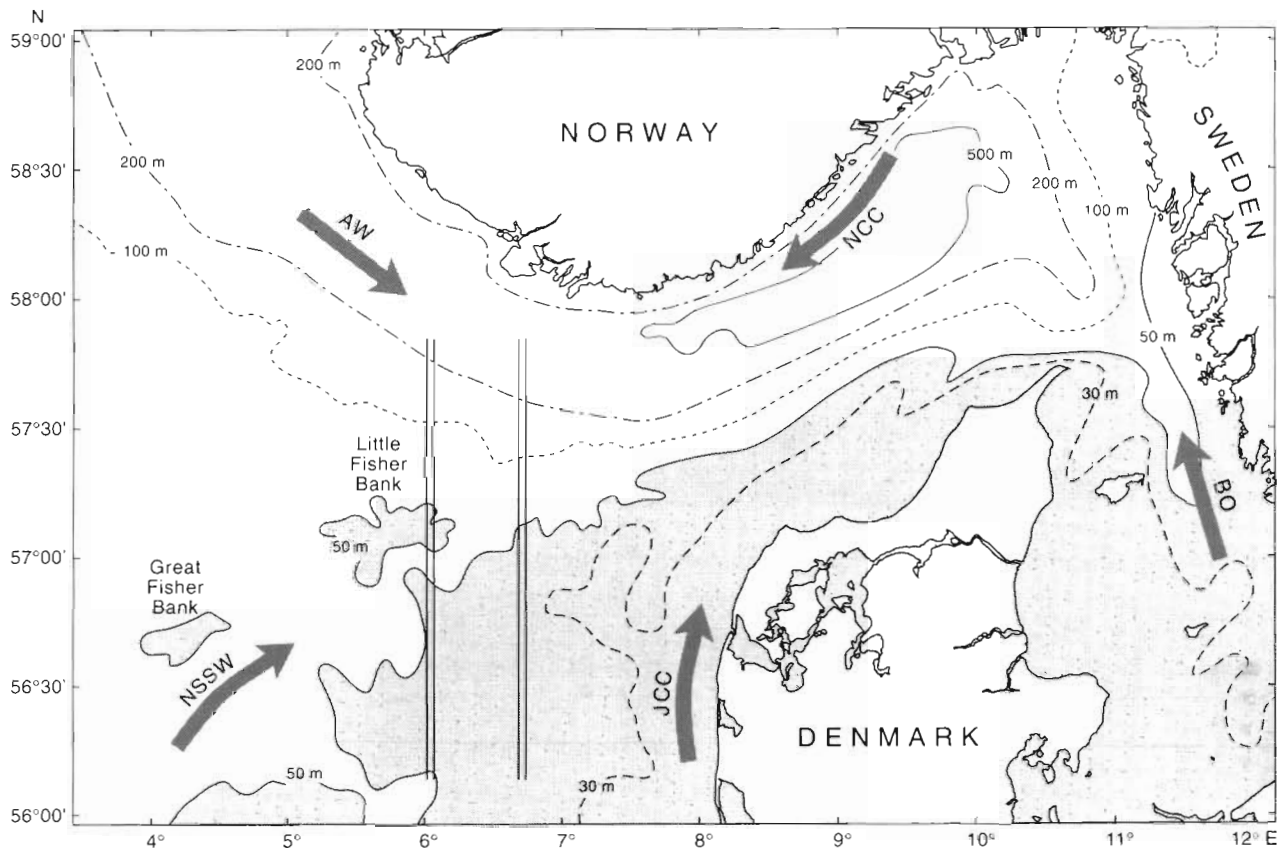 N
59°00'
58°30'
58°00'
57°30'
57°00'
56°30'
56°00'
4°
5°
6°
7°
8°
9°
10°
11°
12° E
200 m
200 m
100 m
NORWAY
SWEDEN
500 m
200 m
100 m
50 m
AW
NCC
Little
Fisher
Bank
50 m
Great
Fisher
Bank
NSSW
JCC
BO
30 m
DENMARK
50 m
30 m